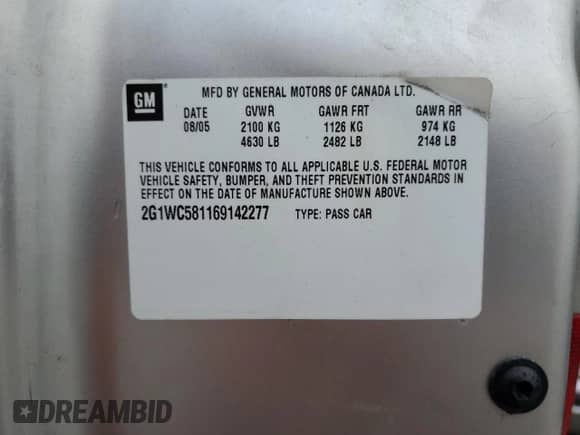 GM
MFD BY GENERAL MOTORS OF CANADA LTD.
DATE GVWR GAWR FRT GAWR RR
08/05 2100 KG 1126 KG 974 KG
4630 LB 2482 LB 2148 LB
THIS VEHICLE CONFORMS TO ALL APPLICABLE U.S. FEDERAL MOTOR
VEHICLE SAFETY, BUMPER, AND THEFT PREVENTION STANDARDS IN
EFFECT ON THE DATE OF MANUFACTURE SHOWN ABOVE.
2G1WC581169142277 TYPE: PASS CAR
DREAMBID